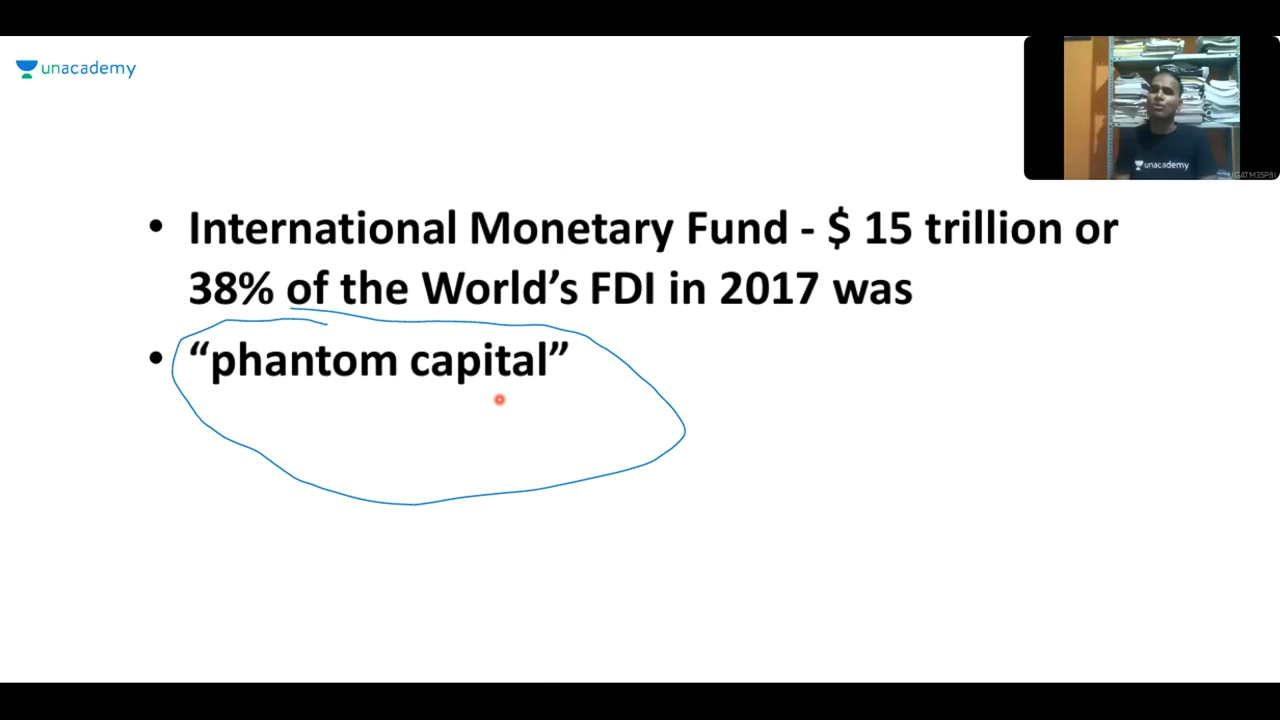 unacademy
unacademy
• International Monetary Fund - $ 15 trillion or
38% of the World’s FDI in 2017 was
• “phantom capital”